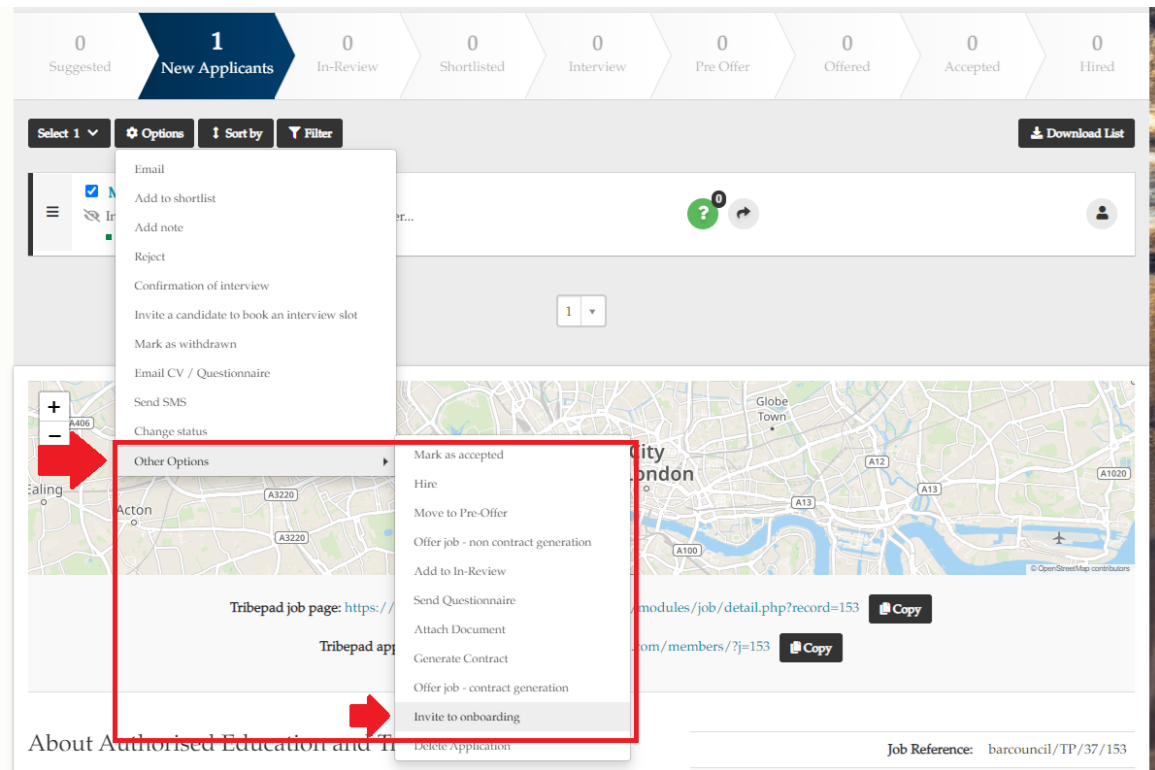 0 1 0 0 0 0 0 0 0
Suggested New Applicants In-Review Shortlisted Interview Pre Offer Offered Accepted Hired
Select 1 Options Sort by Filter Download List
Email
Add to shortlist
Add note
Reject
Confirmation of interview
Invite a candidate to book an interview slot
Mark as withdrawn
Email CV / Questionnaire
Send SMS
Change status
Other Options
Mark as accepted
Hire
Move to Pre-Offer
Offer job - non contract generation
Add to In-Review
Send Questionnaire
Attach Document
Generate Contract
Offer job - contract generation
Invite to onboarding
Delete Application
0
?
1
+
−
A406
Globe
Town
City
London
A12
A1020
A13
A13
A3220
Acton
Ealing
A3220
A100
© OpenStreetMap contributors
Tribepad job page: https:// /modules/job/detail.php?record=153 Copy
Tribepad app .com/members/?j=153 Copy
About Authorised Education and Tr
Job Reference: barcouncil/TP/37/153